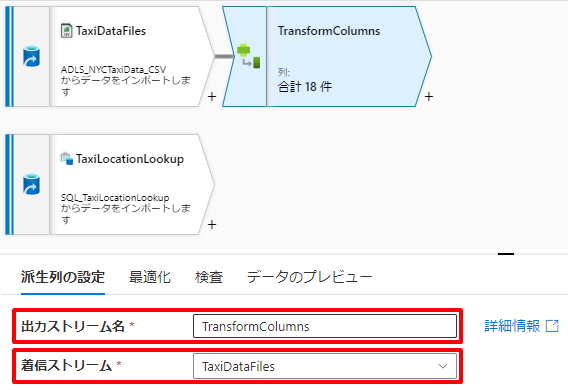 TaxiDataFiles
ADLS_NYCTaxiData_CSV
からデータをインポートしま
す
+
TransformColumns
列:
合計 18 件
+
TaxiLocationLookup
SQL_TaxiLocationLookup
からデータをインポートしま
す
+
派生列の設定 最適化 検査 データのプレビュー
出力ストリーム名 * TransformColumns 詳細情報
着信ストリーム * TaxiDataFiles